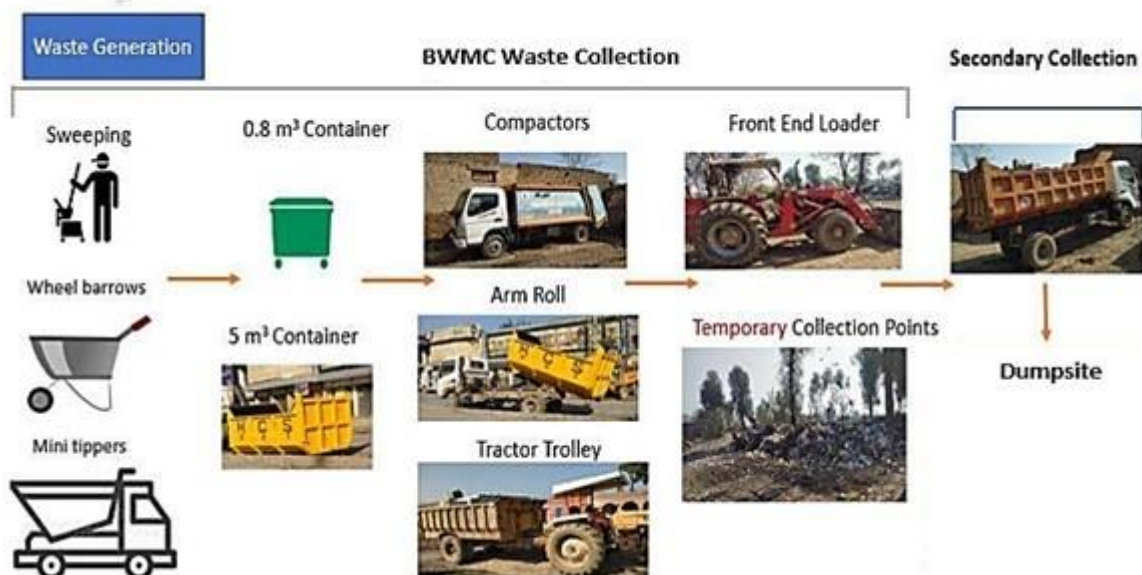 Waste Generation
BWMC Waste Collection
Secondary Collection
Sweeping
0.8 m³ Container
Compactors
Front End Loader
Wheel barrows
Arm Roll
5 m³ Container
Temporary Collection Points
H C S
H C S
Dumpsite
Mini tippers
Tractor Trolley